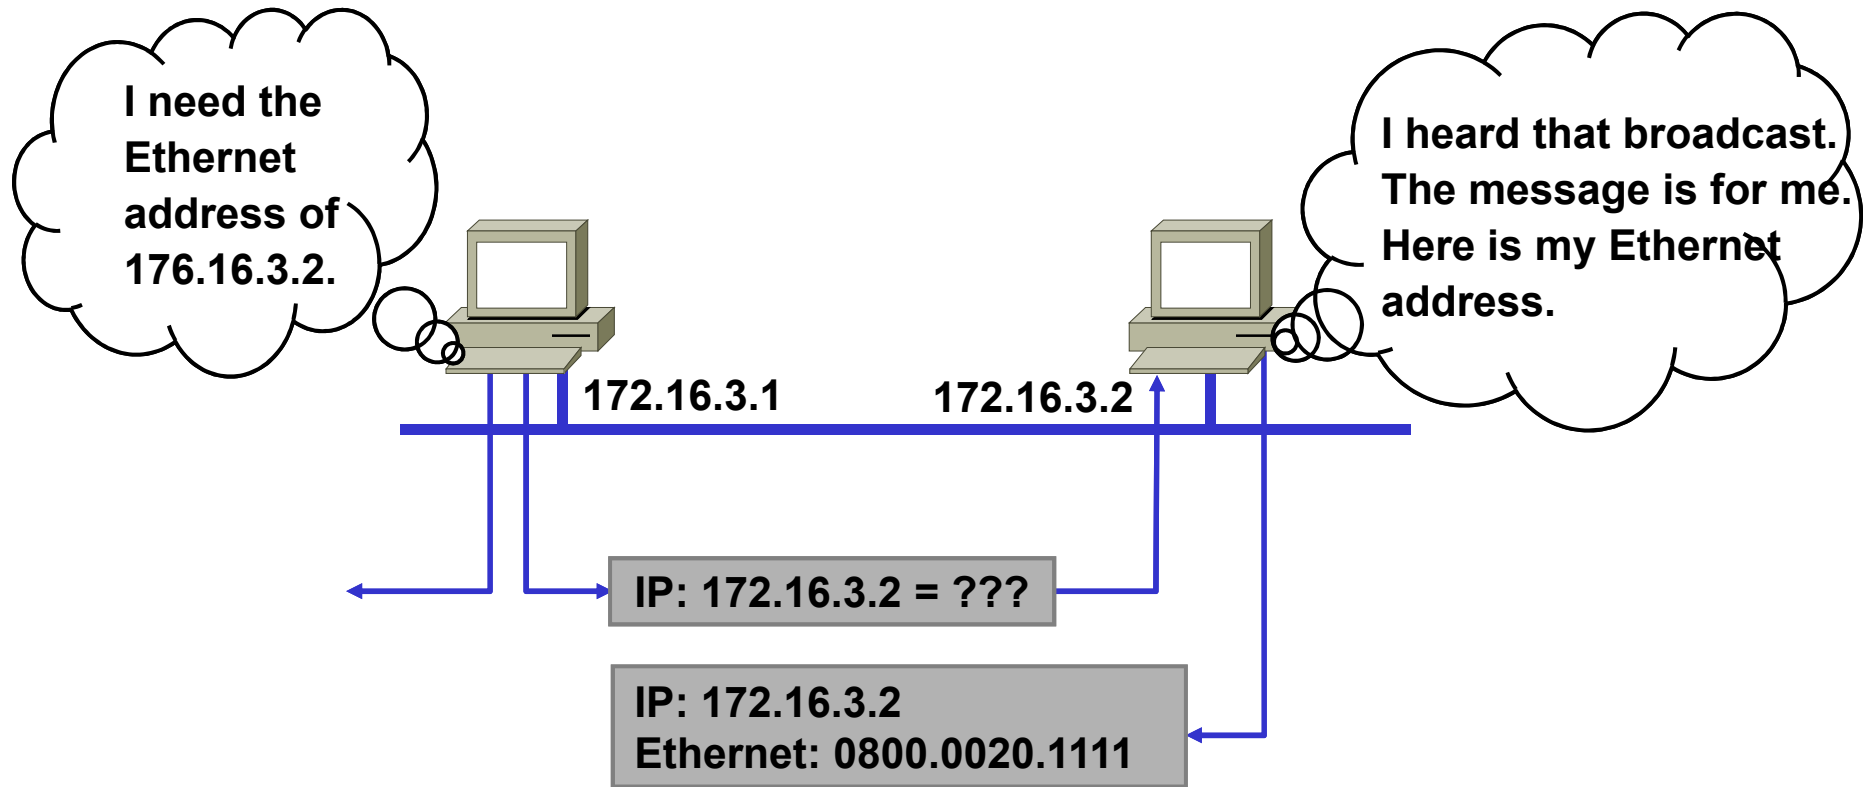 I need the
Ethernet
address of
176.16.3.2.
I heard that broadcast.
The message is for me.
Here is my Ethernet
address.
172.16.3.1
172.16.3.2
IP: 172.16.3.2 = ???
IP: 172.16.3.2
Ethernet: 0800.0020.1111